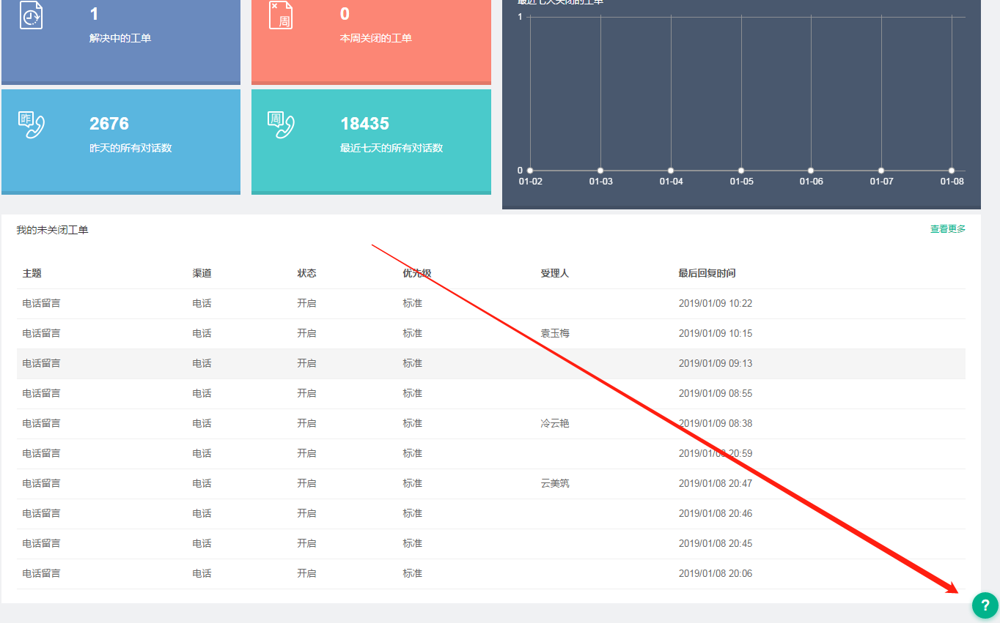 1
解决中的工单
周
0
本周关闭的工单
最近七天关闭的工单
1
0
01-02 01-03 01-04 01-05 01-06 01-07 01-08
昨
2676
昨天的所有对话数
周
18435
最近七天的所有对话数
我的未关闭工单 查看更多
主题 渠道 状态 优先级 受理人 最后回复时间
电话留言 电话 开启 标准 2019/01/09 10:22
电话留言 电话 开启 标准 袁玉梅 2019/01/09 10:15
电话留言 电话 开启 标准 2019/01/09 09:13
电话留言 电话 开启 标准 2019/01/09 08:55
电话留言 电话 开启 标准 冷云艳 2019/01/09 08:38
电话留言 电话 开启 标准 2019/01/08 20:59
电话留言 电话 开启 标准 云美筑 2019/01/08 20:47
电话留言 电话 开启 标准 2019/01/08 20:46
电话留言 电话 开启 标准 2019/01/08 20:45
电话留言 电话 开启 标准 2019/01/08 20:06
?